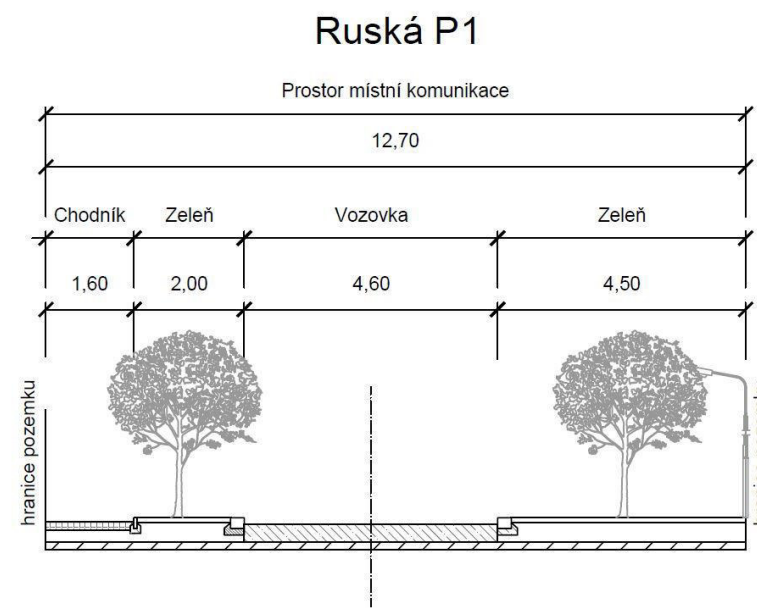 Ruská P1
Prostor místní komunikace
12,70
Chodník Zeleň Vozovka Zeleň
1,60 2,00 4,60 4,50
hranice pozemku